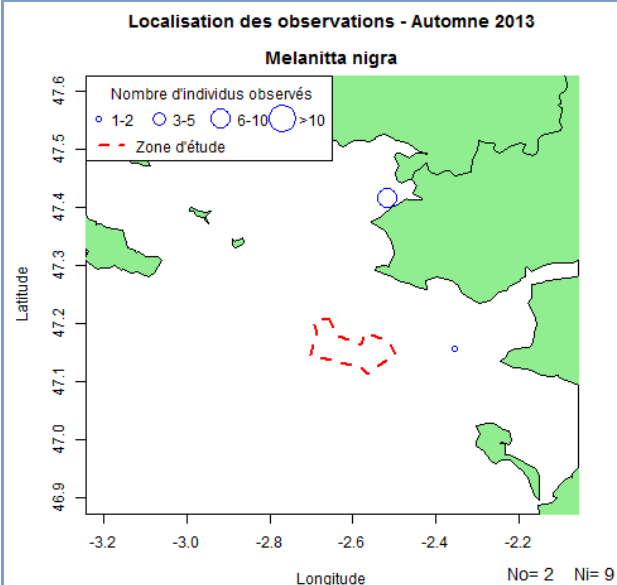 Localisation des observations - Automne 2013
Melanitta nigra
Nombre d'individus observés
1-2 3-5 6-10 >10
Zone d'étude
47.6
47.5
47.4
47.3
47.2
47.1
47.0
46.9
Latitude
-3.2 -3.0 -2.8 -2.6 -2.4 -2.2
Longitude
No= 2 Ni= 9